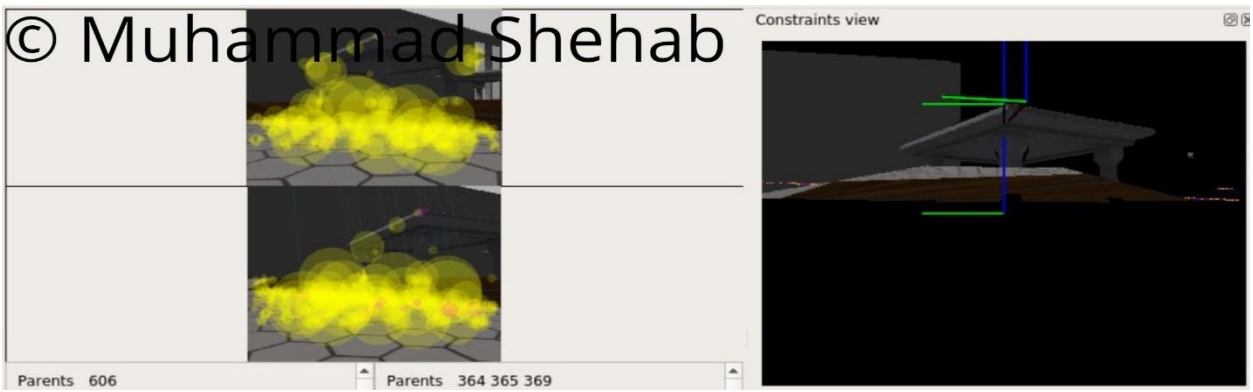 © Muhammad Shehab
Constraints view
Parents 606
Parents 364 365 369